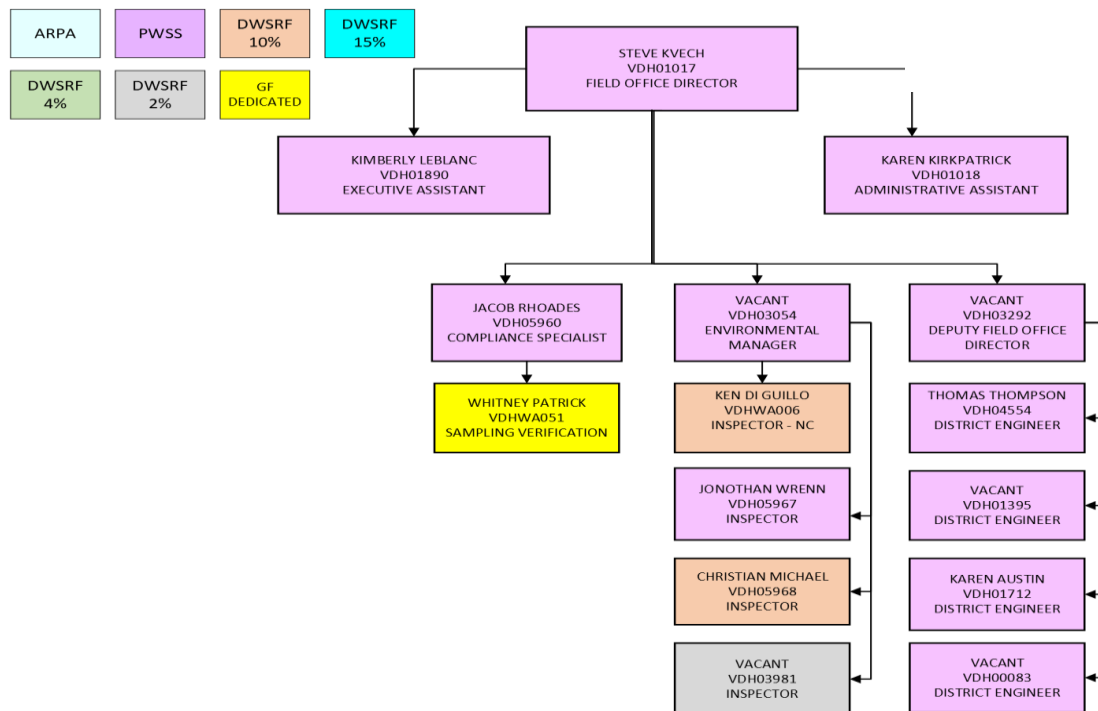 ARPA
PWSS
DWSRF
10%
DWSRF
15%
DWSRF
4%
DWSRF
2%
GF
DEDICATED
STEVE KVECH
VDH01017
FIELD OFFICE DIRECTOR
KIMBERLY LEBLANC
VDH01890
EXECUTIVE ASSISTANT
KAREN KIRKPATRICK
VDH01018
ADMINISTRATIVE ASSISTANT
JACOB RHOADES
VDH05960
COMPLIANCE SPECIALIST
VACANT
VDH03054
ENVIRONMENTAL
MANAGER
VACANT
VDH03292
DEPUTY FIELD OFFICE
DIRECTOR
WHITNEY PATRICK
VDHWA051
SAMPLING VERIFICATION
KEN DI GUILLO
VDHWA006
INSPECTOR - NC
THOMAS THOMPSON
VDH04554
DISTRICT ENGINEER
JONOTHAN WRENN
VDH05967
INSPECTOR
VACANT
VDH01395
DISTRICT ENGINEER
CHRISTIAN MICHAEL
VDH05968
INSPECTOR
KAREN AUSTIN
VDH01712
DISTRICT ENGINEER
VACANT
VDH03981
INSPECTOR
VACANT
VDH00083
DISTRICT ENGINEER